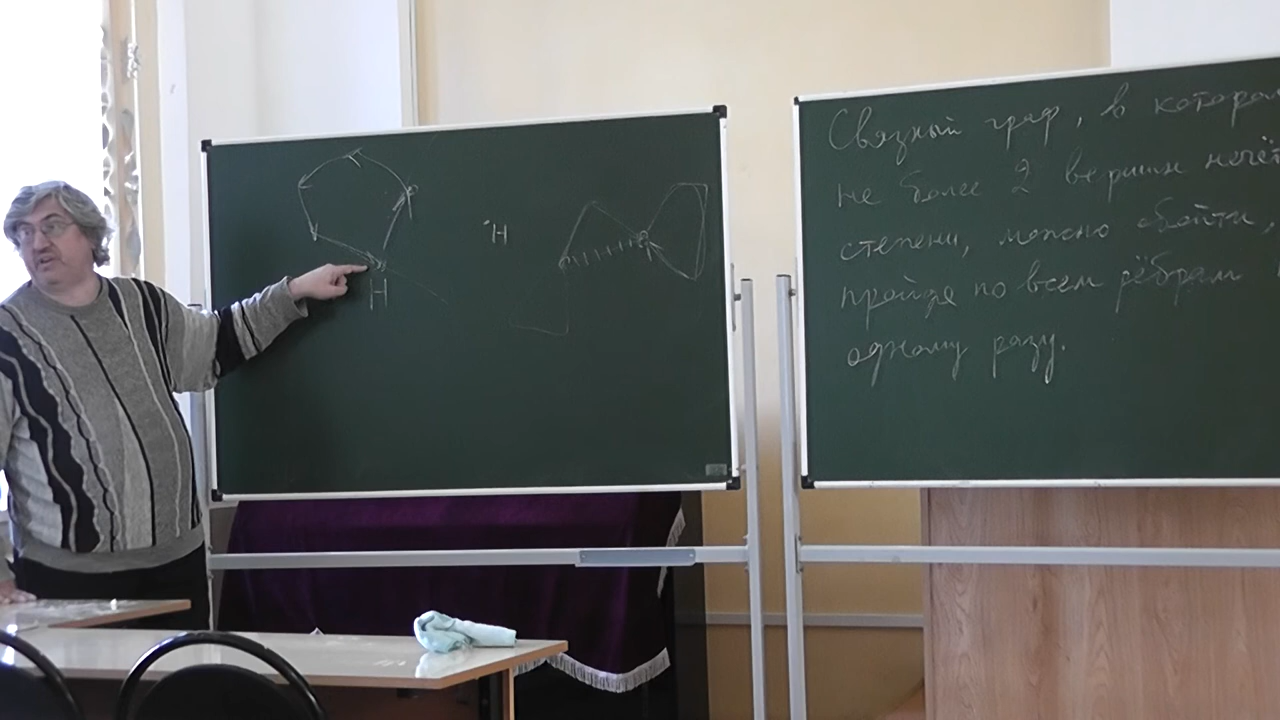 Н
Н
Связный граф, в котором
не более 2 вершин нечёт
степени, можно обойти,
пройдя по всем рёбрам
одному разу.